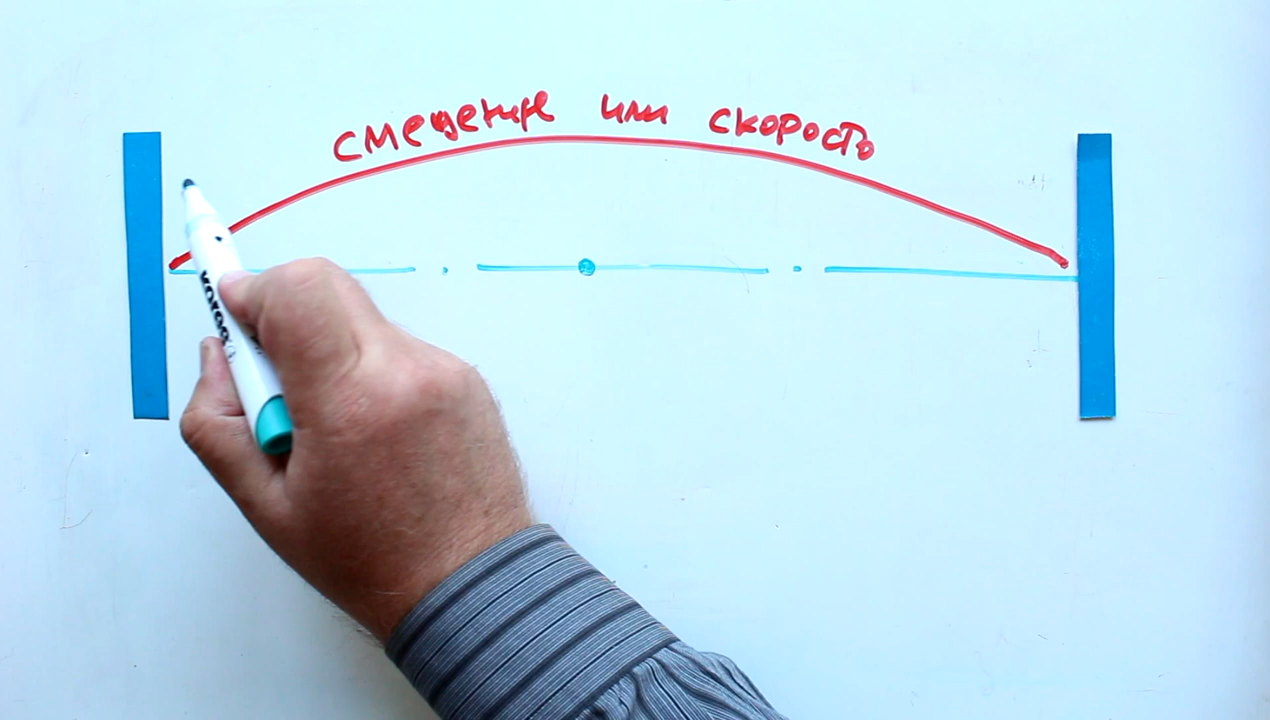 смещение или скорость